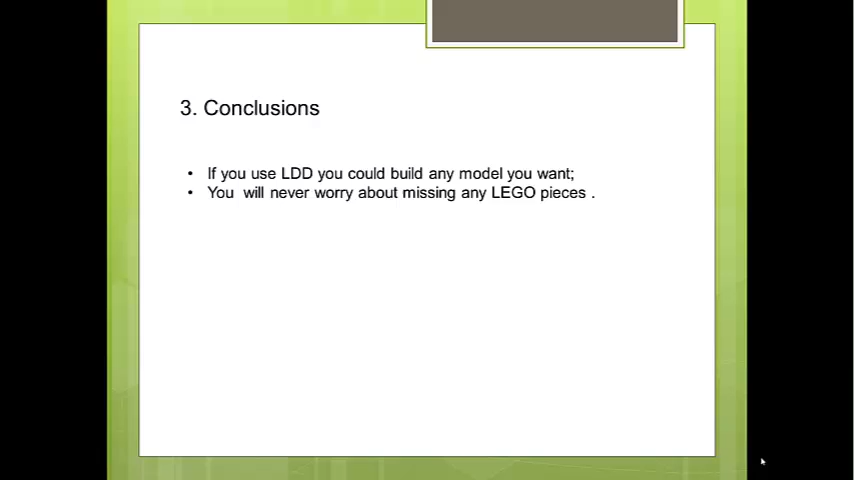 3. Conclusions
• If you use LDD you could build any model you want;
• You  will never worry about missing any LEGO pieces .